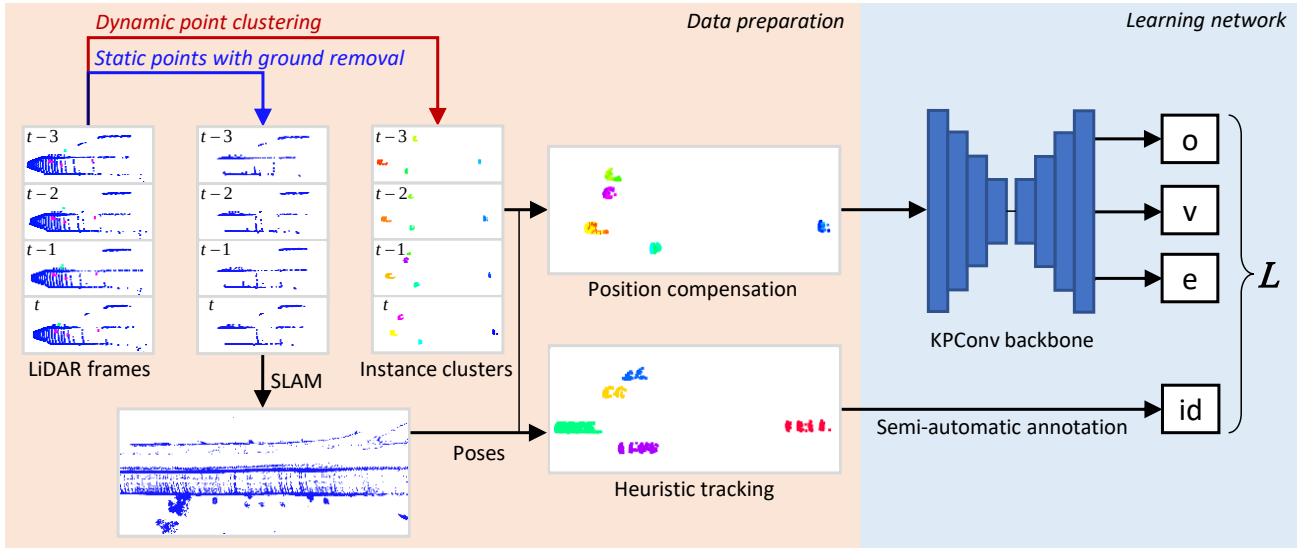 Dynamic point clustering
Data preparation
Learning network
Static points with ground removal
t−3
t−3
t−3
t−2
t−2
t−2
t−1
t−1
t−1
t
t
t
LiDAR frames
SLAM
Instance clusters
Position compensation
Poses
Heuristic tracking
KPConv backbone
o
v
e
L
Semi-automatic annotation
id